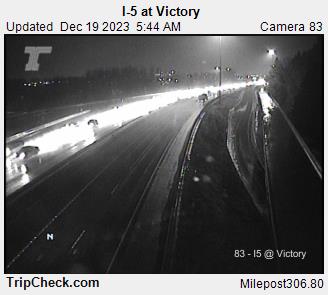 I-5 at Victory
Updated Dec 19 2023 5:44 AM Camera 83
N
83 - I5 @ Victory
TripCheck.com Milepost306.80